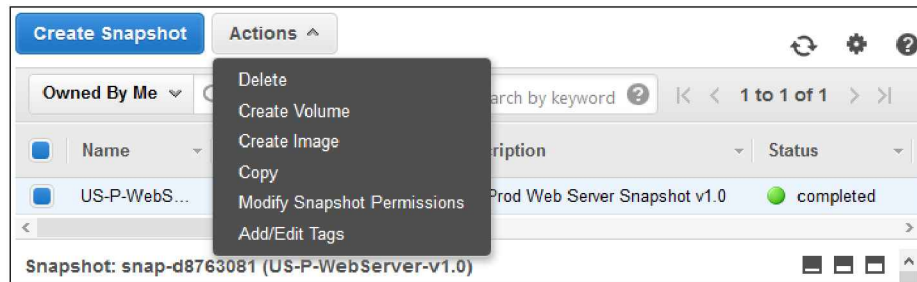 Create Snapshot Actions
Delete
Owned By Me arch by keyword 1 to 1 of 1
Create Volume
Create Image
Name ription Status
Copy
US-P-WebS... Prod Web Server Snapshot v1.0 completed
Modify Snapshot Permissions
Add/Edit Tags
Snapshot: snap-d8763081 (US-P-WebServer-v1.0)